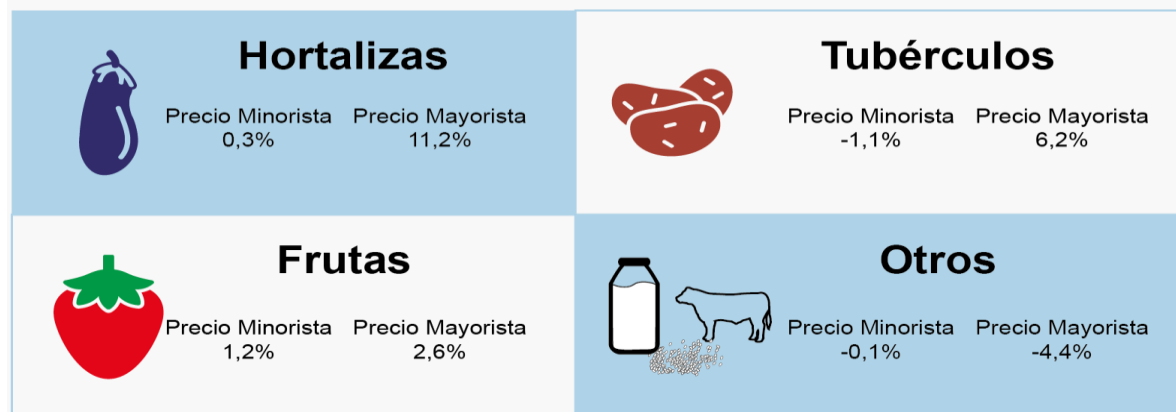 Hortalizas
Precio Minorista Precio Mayorista
0,3% 11,2%
Tubérculos
Precio Minorista Precio Mayorista
-1,1% 6,2%
Frutas
Precio Minorista Precio Mayorista
1,2% 2,6%
Otros
Precio Minorista Precio Mayorista
-0,1% -4,4%